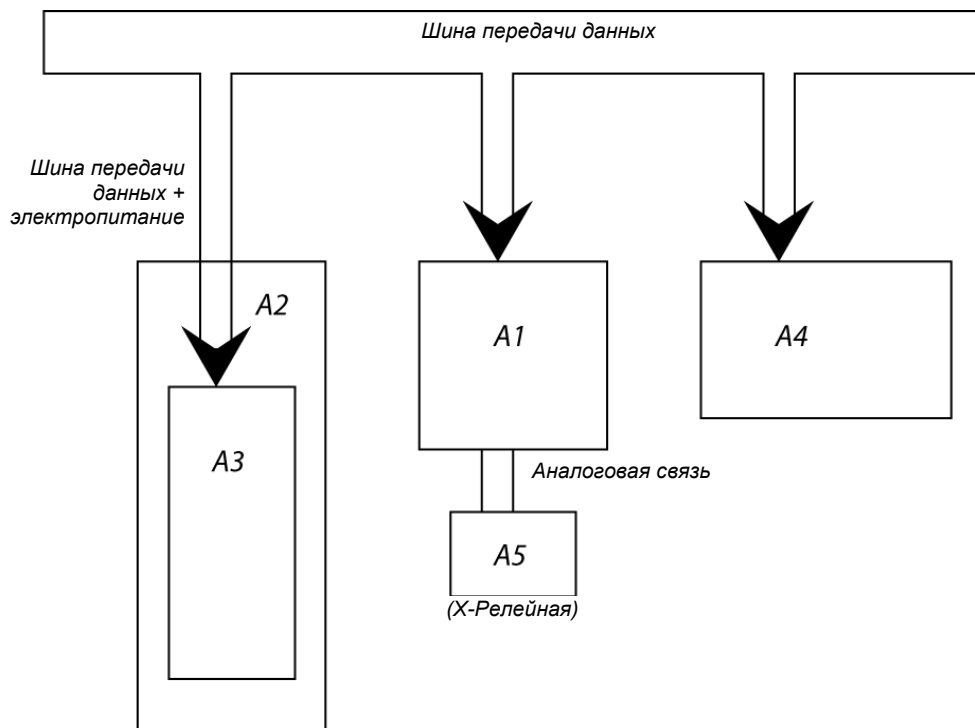 Шина передачи данных
Шина передачи
данных +
электропитание
A2
A1
A4
A3
Аналоговая связь
A5
(Х-Релейная)